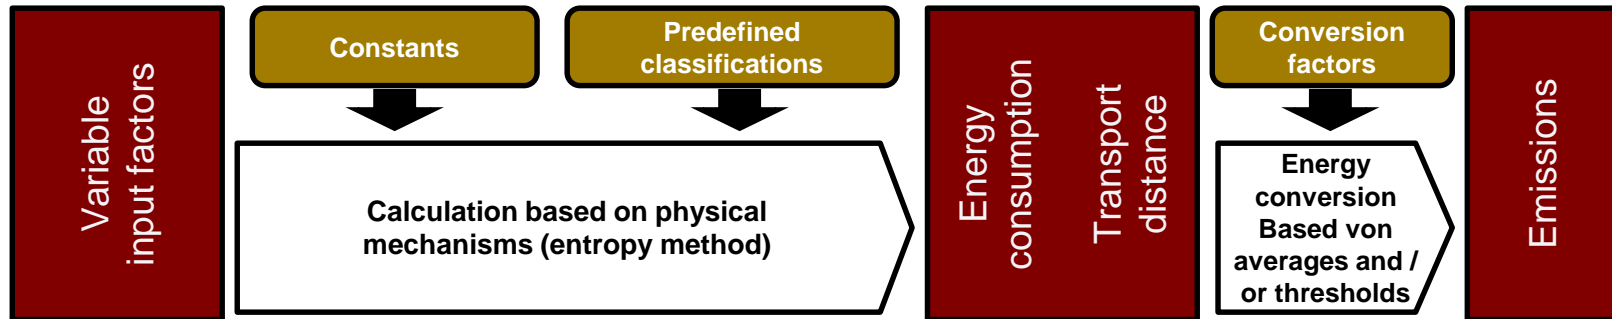 Variable
input factors
Constants
Predefined
classifications
Calculation based on physical
mechanisms (entropy method)
Energy
consumption
Transport
distance
Conversion
factors
Energy
conversion
Based von
averages and /
or thresholds
Emissions